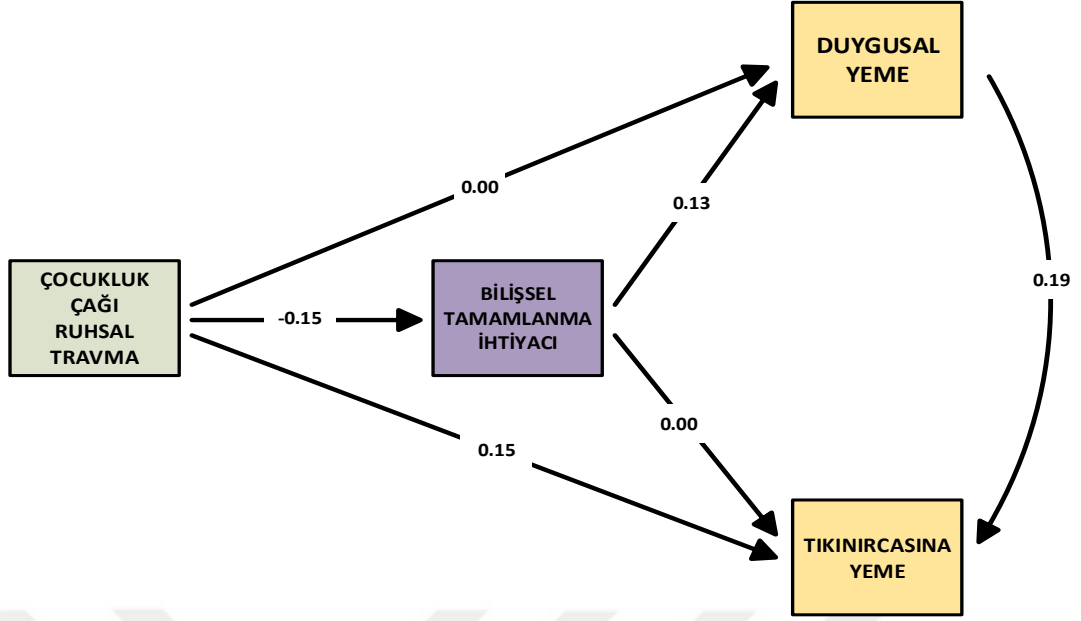 DUYGUSAL
YEME
0.00
0.13
ÇOCUKLUK
ÇAĞI
RUHSAL
TRAVMA
-0.15
BİLİŞSEL
TAMAMLANMA
İHTİYACI
0.19
0.00
0.15
TIKINIRCASINA
YEME